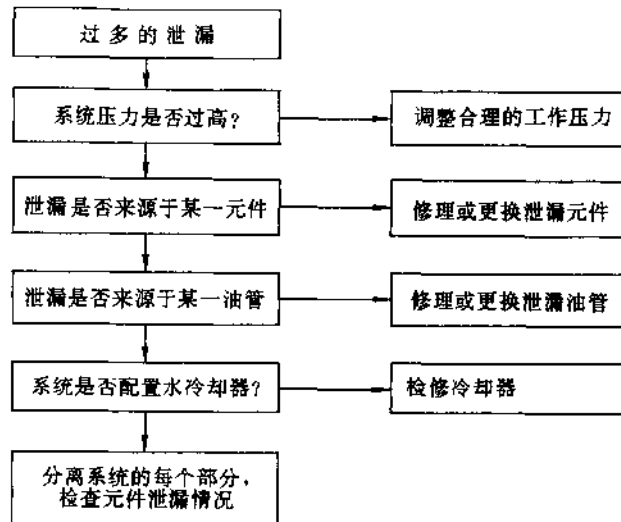 过多的泄漏
系统压力是否过高?
调整合理的工作压力
泄漏是否来源于某一元件
修理或更换泄漏元件
泄漏是否来源于某一油管
修理或更换泄漏油管
系统是否配置水冷却器?
检修冷却器
分离系统的每个部分,
检查元件泄漏情况